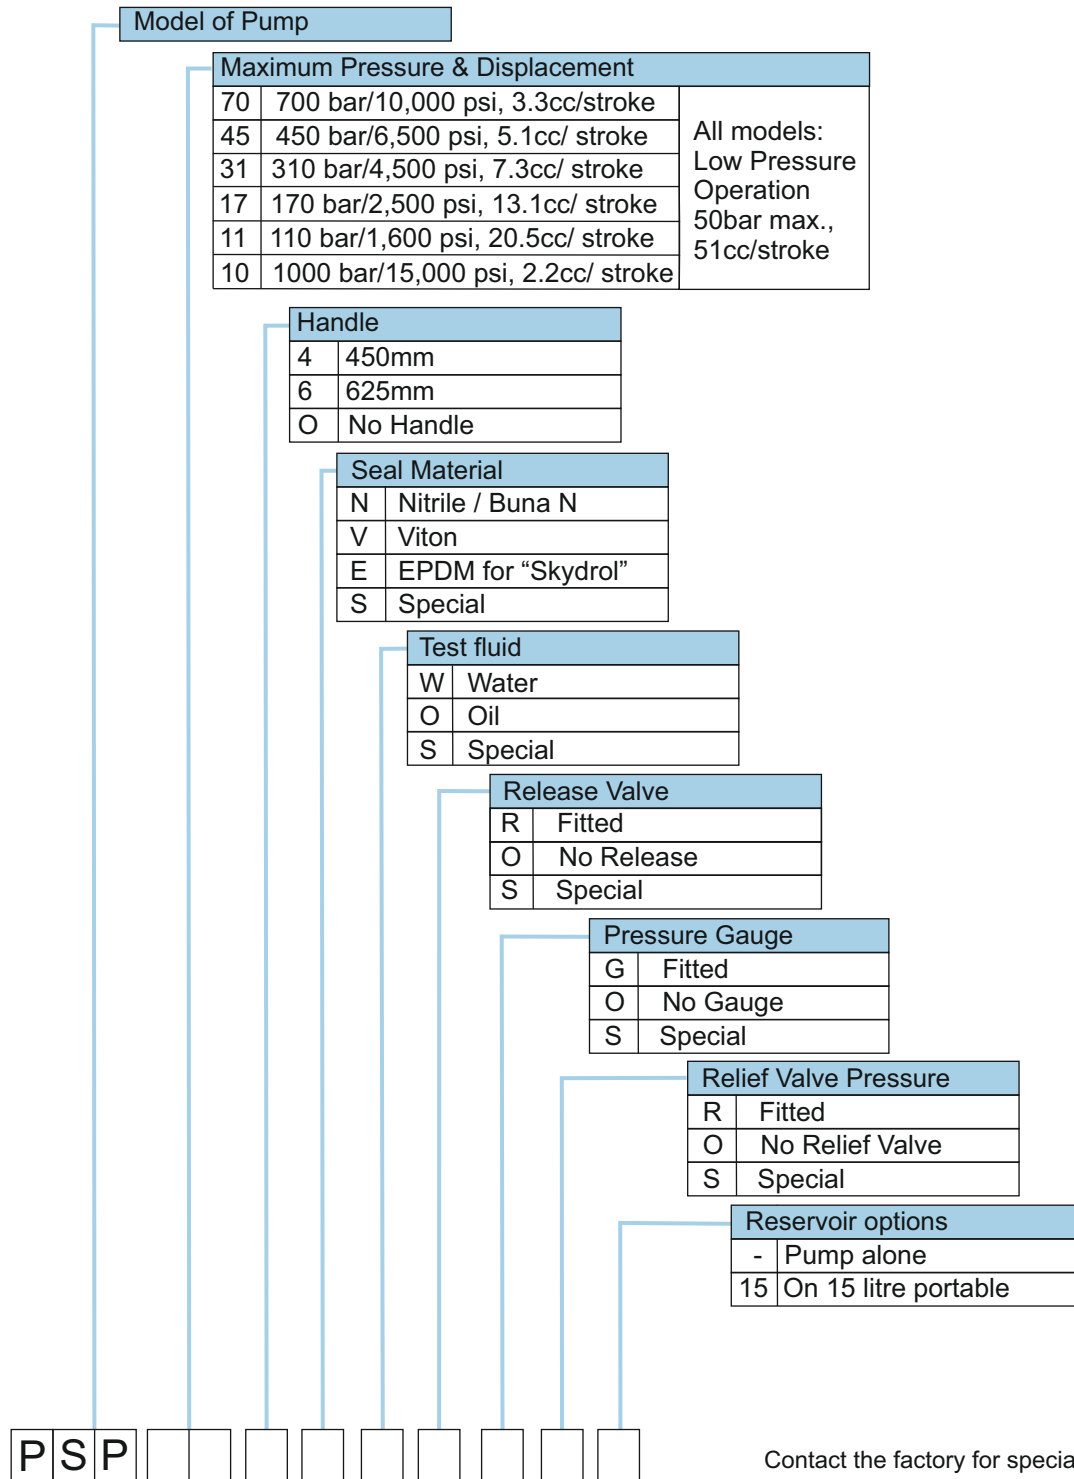 Model of Pump
Maximum Pressure & Displacement
70 700 bar/10,000 psi, 3.3cc/stroke
45 450 bar/6,500 psi, 5.1cc/ stroke
31 310 bar/4,500 psi, 7.3cc/ stroke
17 170 bar/2,500 psi, 13.1cc/ stroke
11 110 bar/1,600 psi, 20.5cc/ stroke
10 1000 bar/15,000 psi, 2.2cc/ stroke
All models:
Low Pressure
Operation
50bar max.,
51cc/stroke
Handle
4 450mm
6 625mm
O No Handle
Seal Material
N Nitrile / Buna N
V Viton
E EPDM for “Skydrol”
S Special
Test fluid
W Water
O Oil
S Special
Release Valve
R Fitted
O No Release
S Special
Pressure Gauge
G Fitted
O No Gauge
S Special
Relief Valve Pressure
R Fitted
O No Relief Valve
S Special
Reservoir options
- Pump alone
15 On 15 litre portable
P S P
Contact the factory for specia